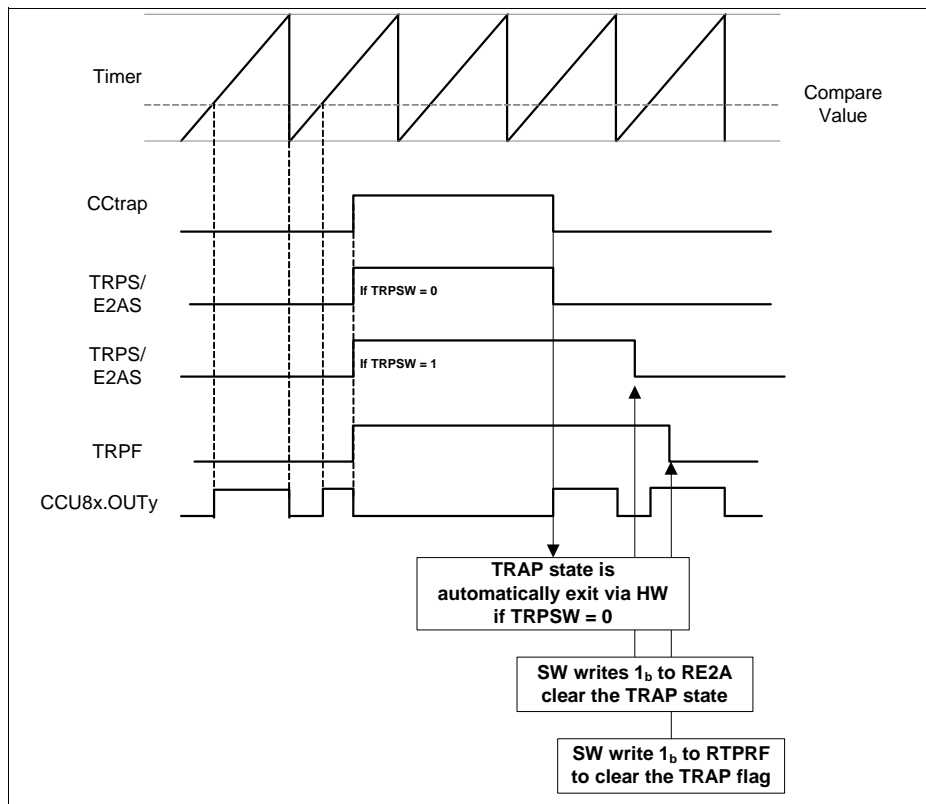 Timer
Compare
Value
CCtrap
TRPS/
E2AS
If TRPSW = 0
TRPS/
E2AS
If TRPSW = 1
TRPF
CCU8x.OUTy
TRAP state is
automatically exit via HW
if TRPSW = 0
SW writes 1b to RE2A
clear the TRAP state
SW write 1b to RTPRF
to clear the TRAP flag